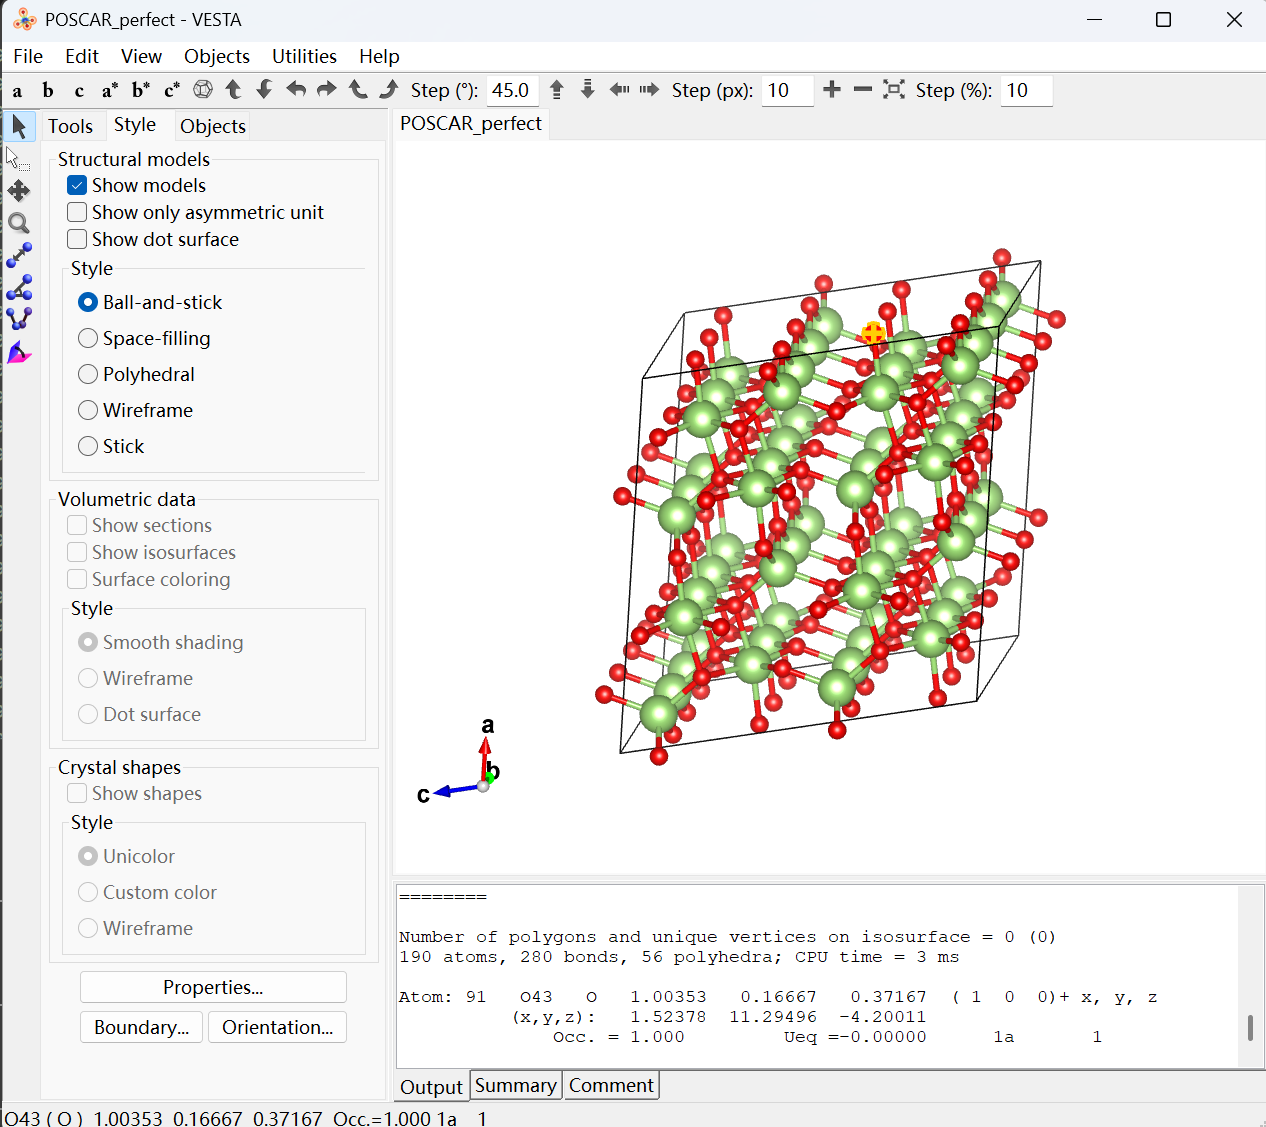 POSCAR_perfect - VESTA
File Edit View Objects Utilities Help
a b c a* b* c* Step (°): 45.0 Step (px): 10 Step (%): 10
Tools Style Objects
POSCAR_perfect
Structural models
Show models
Show only asymmetric unit
Show dot surface
Style
Ball-and-stick
Space-filling
Polyhedral
Wireframe
Stick
Volumetric data
Show sections
Show isosurfaces
Surface coloring
Style
Smooth shading
Wireframe
Dot surface
Crystal shapes
Show shapes
Style
Unicolor
Custom color
Wireframe
Properties...
Boundary... Orientation...
a
b
c
========
Number of polygons and unique vertices on isosurface = 0 (0)
190 atoms, 280 bonds, 56 polyhedra; CPU time = 3 ms
Atom: 91 O43 O 1.00353 0.16667 0.37167 ( 1 0 0)+ x, y, z
(x,y,z): 1.52378 11.29496 -4.20011
Occ. = 1.000 Ueq =-0.00000 1a 1
Output Summary Comment
O43 ( O ) 1.00353 0.16667 0.37167 Occ.=1.000 1a 1